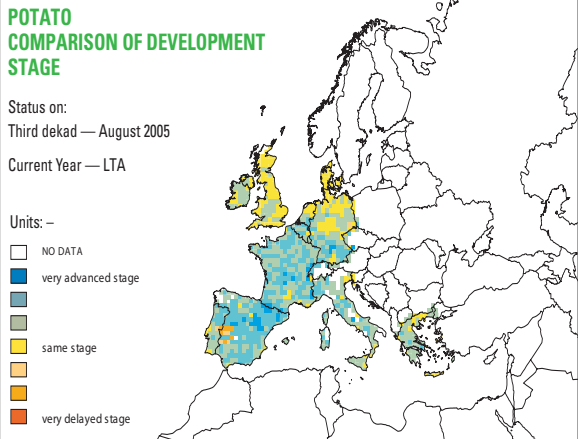 POTATO
COMPARISON OF DEVELOPMENT
STAGE
Status on:
Third dekad — August 2005
Current Year — LTA
Units: –
NO DATA
very advanced stage
same stage
very delayed stage